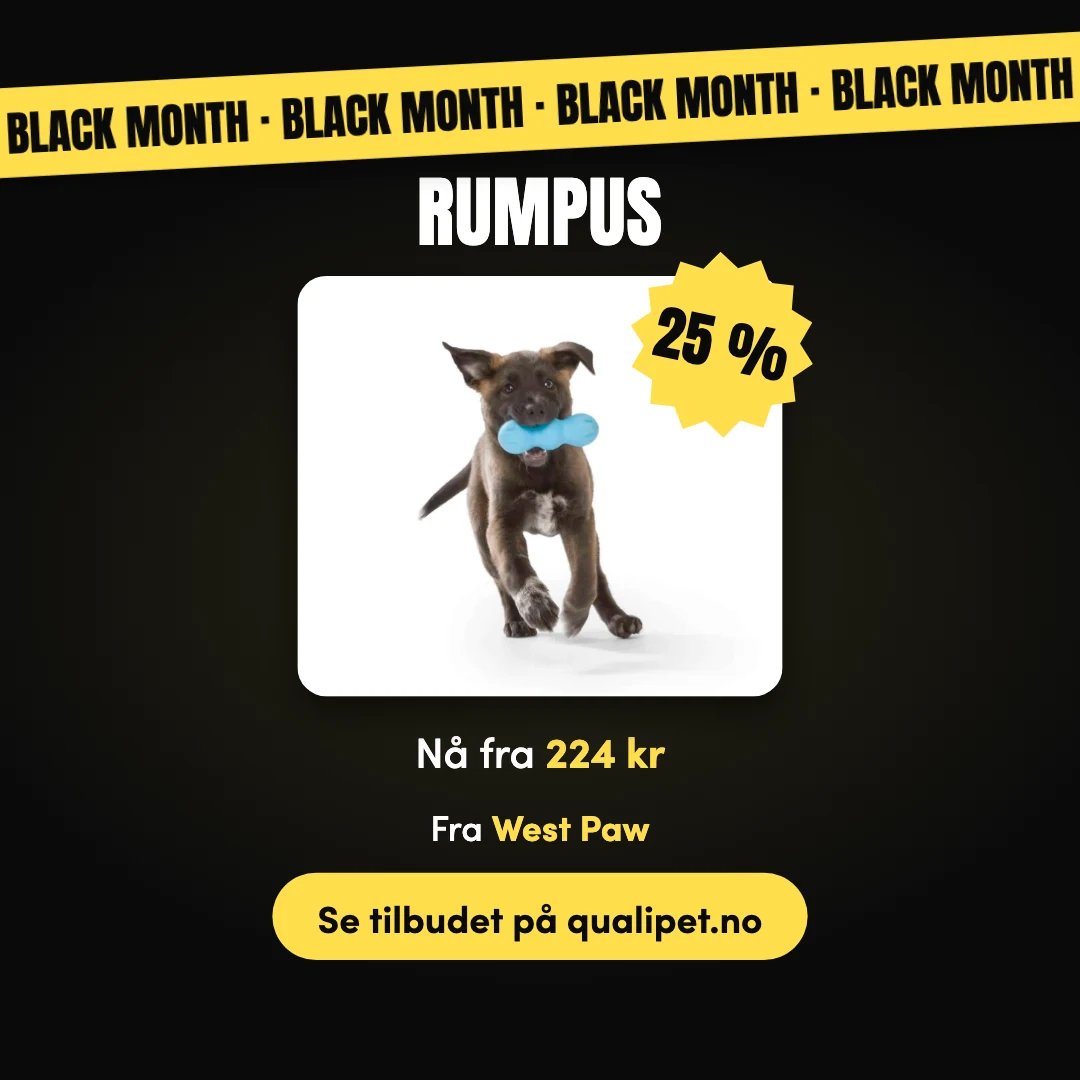 BLACK MONTH · BLACK MONTH · BLACK MONTH · BLACK MONTH
RUMPUS
25 %
Nå fra 224 kr
Fra West Paw
Se tilbudet på qualipet.no